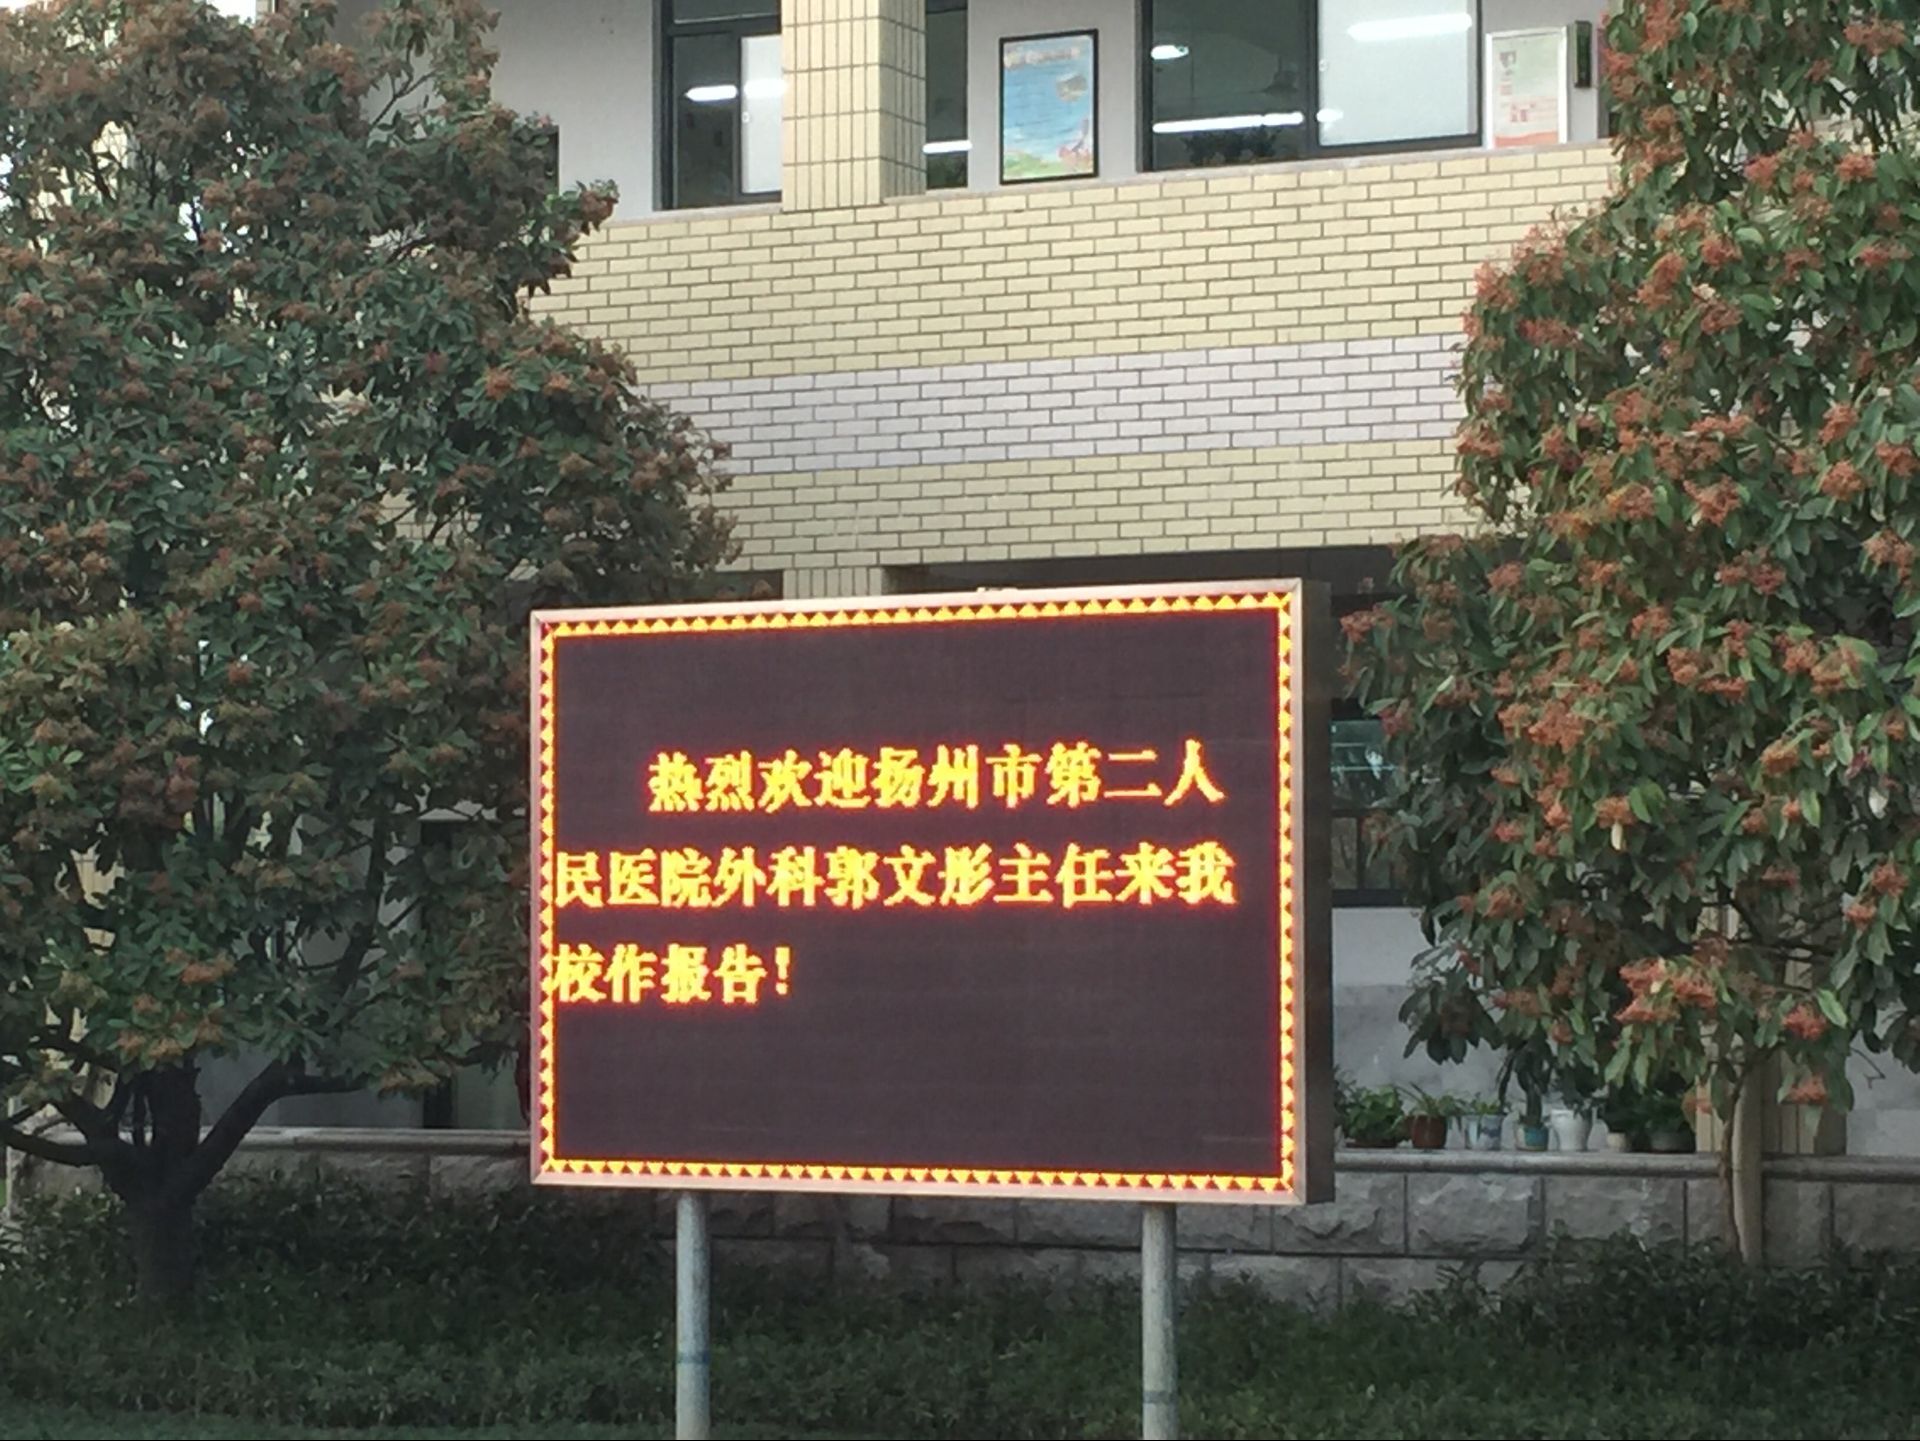 热烈欢迎扬州市第二人
民医院外科郭文彤主任来我
校作报告！